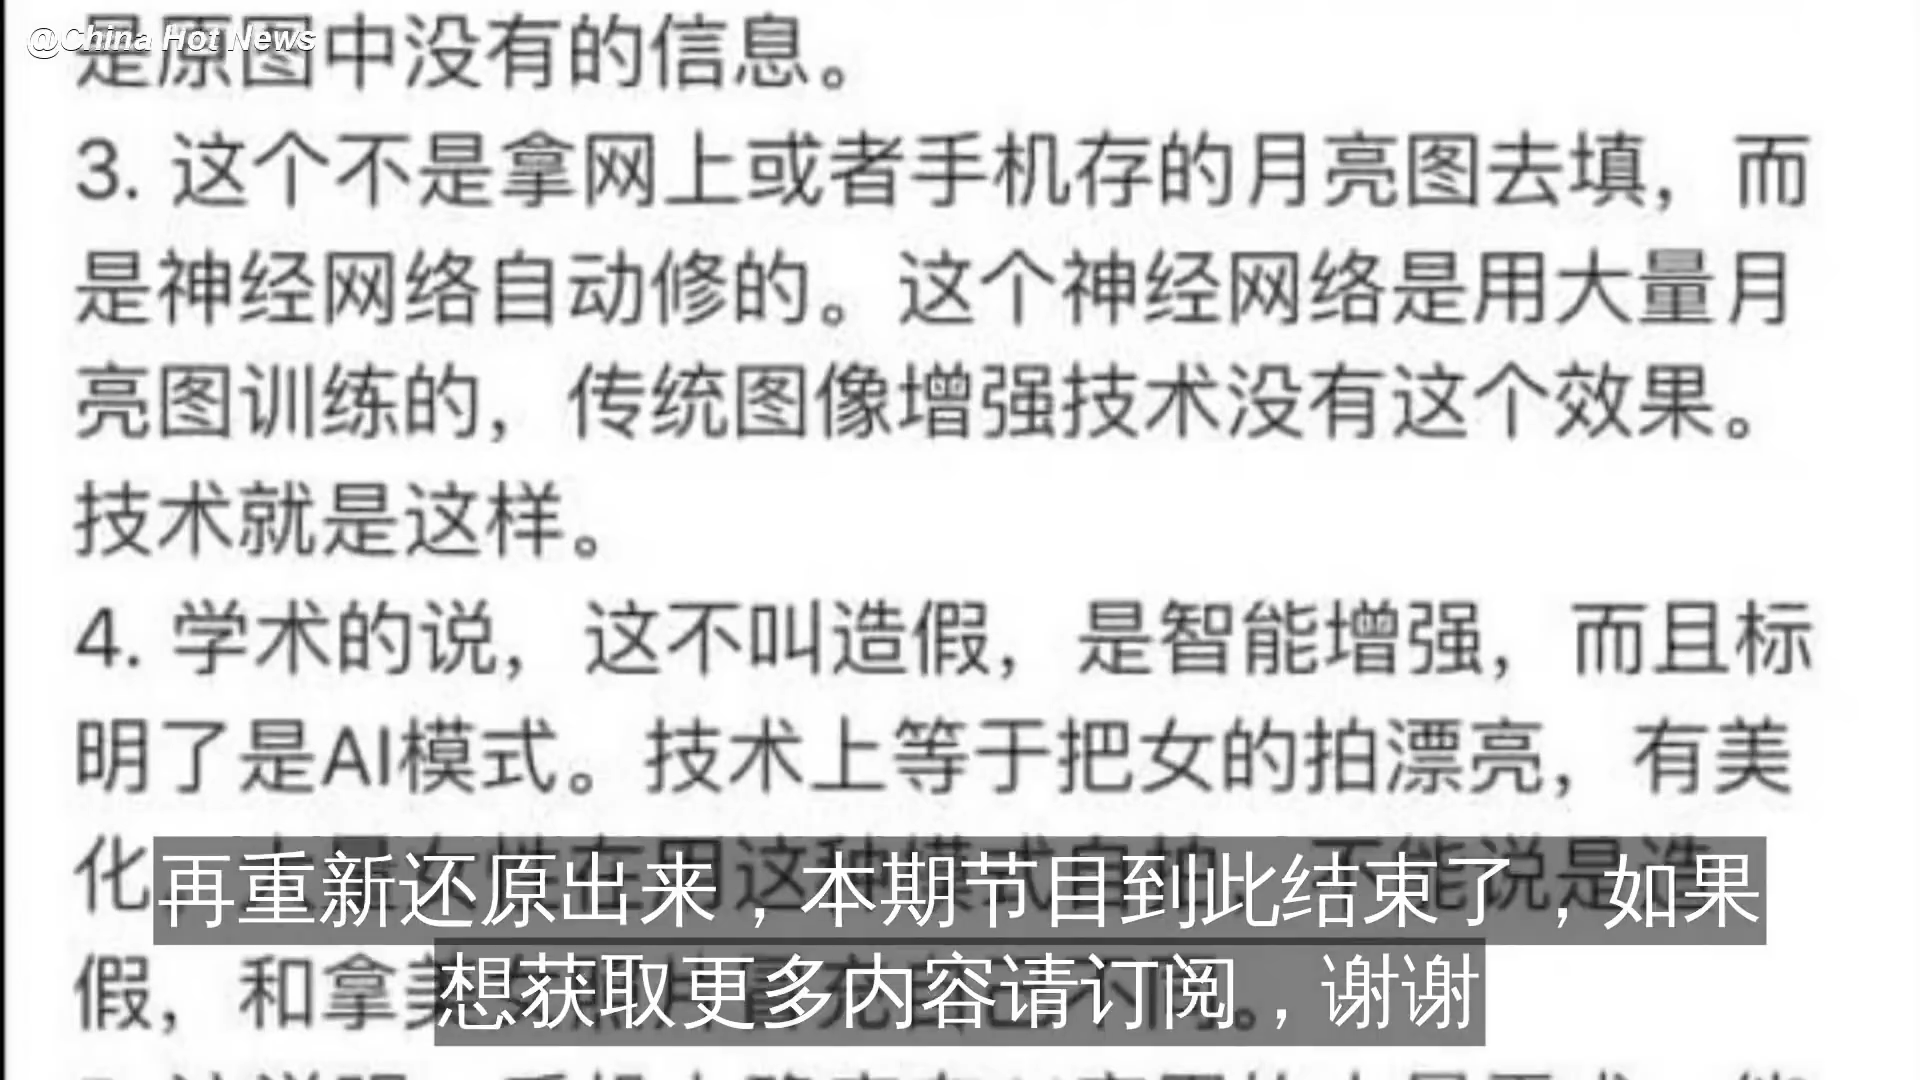 @China Hot News
是原图中没有的信息。
3. 这个不是拿网上或者手机存的月亮图去填，而
是神经网络自动修的。这个神经网络是用大量月
亮图训练的，传统图像增强技术没有这个效果。
技术就是这样。
4. 学术的说，这不叫造假，是智能增强，而且标
明了是AI模式。技术上等于把女的拍漂亮，有美
化
再重新还原出来，本期节目到此结束了，如果
假，和拿
想获取更多内容请订阅，谢谢